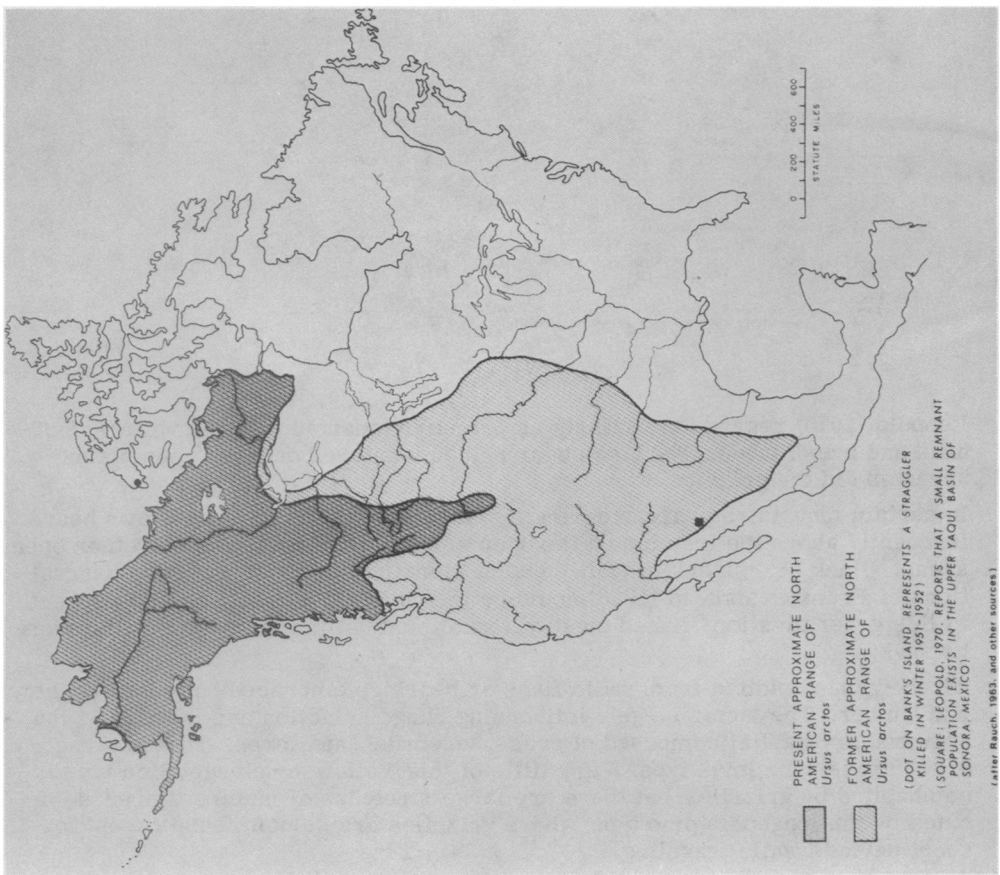 0 200 400 600
STATUTE MILES
PRESENT APPROXIMATE NORTH
AMERICAN RANGE OF
Ursus arctos
FORMER APPROXIMATE NORTH
AMERICAN RANGE OF
Ursus arctos
(DOT ON BANK'S ISLAND REPRESENTS A STRAGGLER
KILLED IN WINTER 1951-1952)
(SQUARE: LEOPOLD, 1970, REPORTS THAT A SMALL REMNANT
POPULATION EXISTS IN THE UPPER YAQUI BASIN OF
SONORA MEXICO)
(after Rauch, 1963, and other sources)